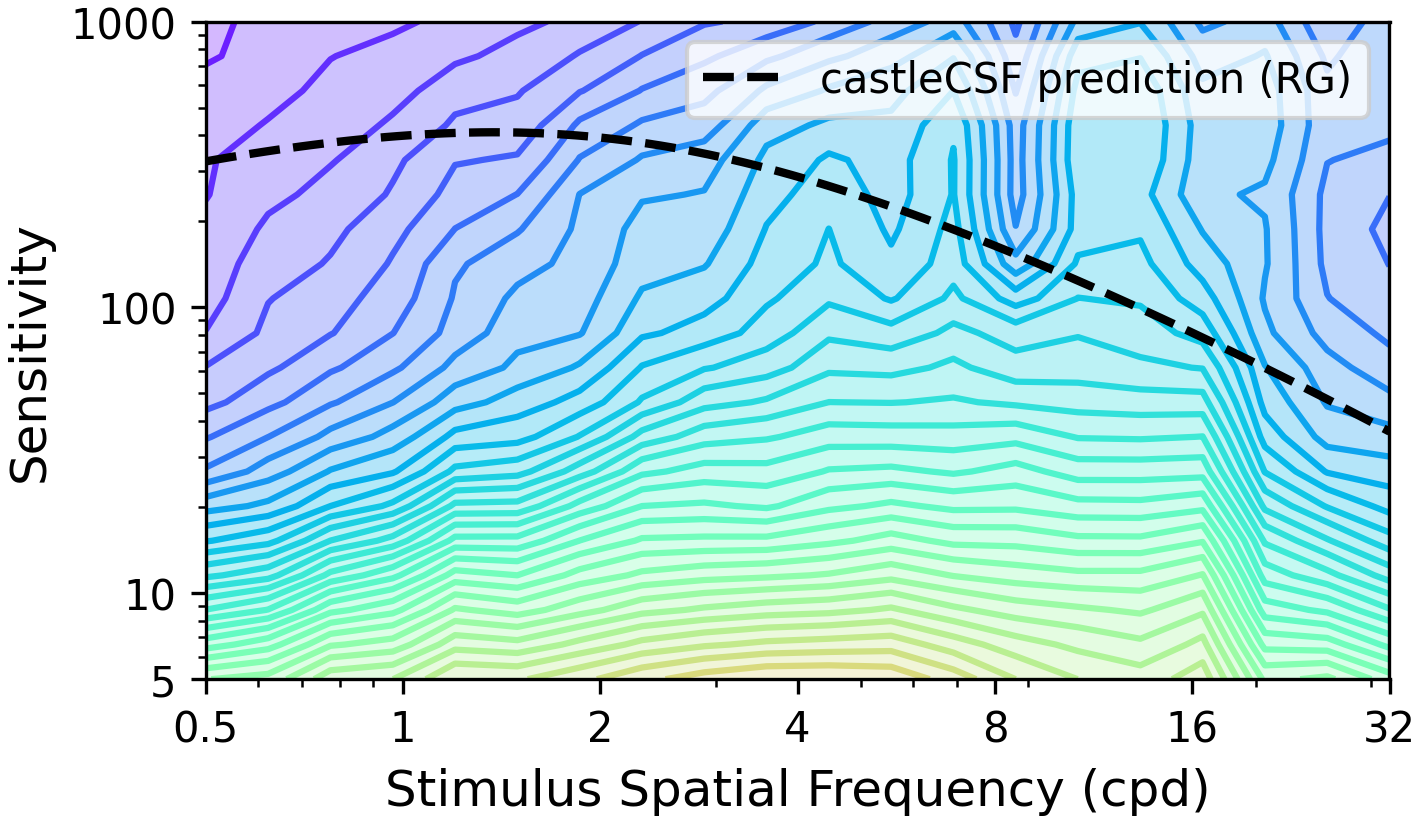 1000
100
10
5
Sensitivity
castleCSF prediction (RG)
0.5 1 2 4 8 16 32
Stimulus Spatial Frequency (cpd)